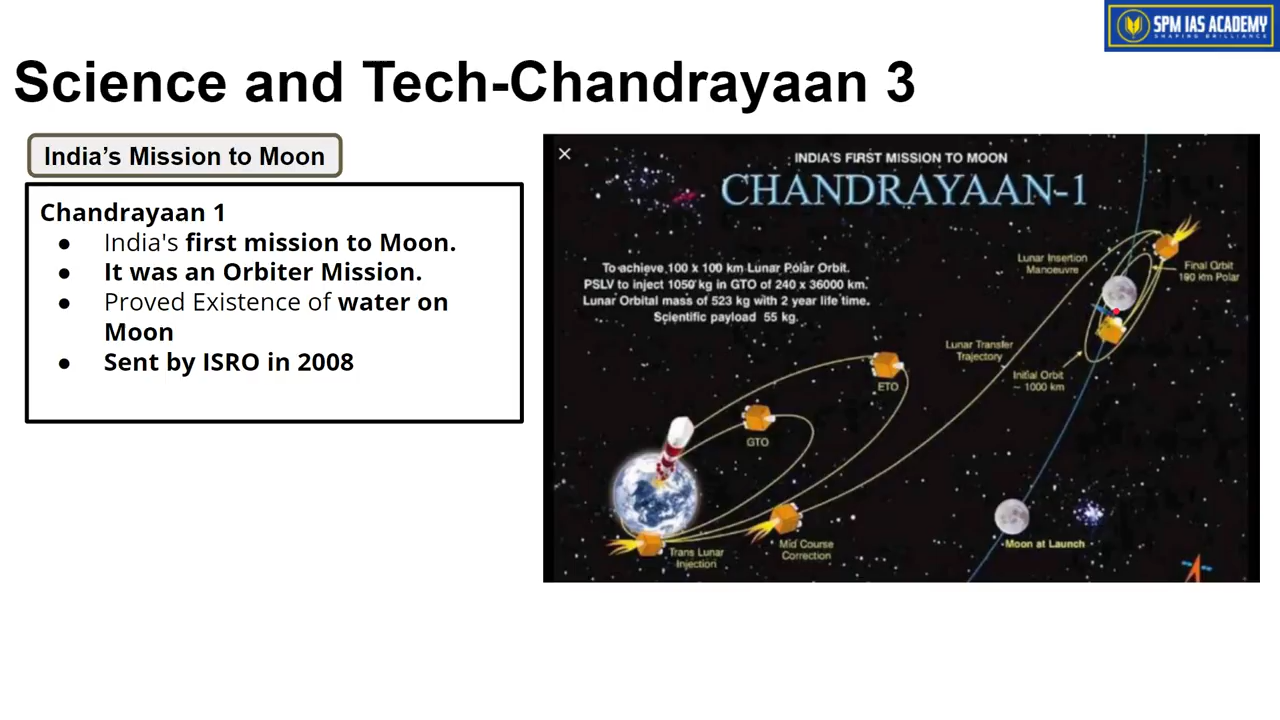 SPM IAS ACADEMY
SHAPING BRILLIANCE
Science and Tech-Chandrayaan 3
India’s Mission to Moon
Chandrayaan 1
● India's first mission to Moon.
● It was an Orbiter Mission.
● Proved Existence of water on
Moon
● Sent by ISRO in 2008
INDIA'S FIRST MISSION TO MOON
CHANDRAYAAN-1
To achieve 100 x 100 km Lunar Polar Orbit.
PSLV to inject 1050 kg in GTO of 240 x 36000 km.
Lunar Orbital mass of 523 kg with 2 year life time.
Scientific payload 55 kg.
Lunar Insertion
Manoeuvre
Final Orbit
100 km Polar
Lunar Transfer
Trajectory
Initial Orbit
~ 1000 km
ETO
GTO
Mid Course
Correction
Trans Lunar
Injection
Moon at Launch